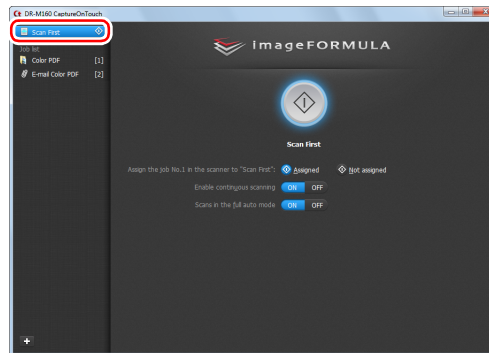 DR-M160 CaptureOnTouch
Scan First
Job list
Color PDF [1]
E-mail Color PDF [2]
imageFORMULA
Scan First
Assign the job No.1 in the scanner to "Scan First": Assigned Not assigned
Enable continuous scanning ON OFF
Scans in the full auto mode ON OFF